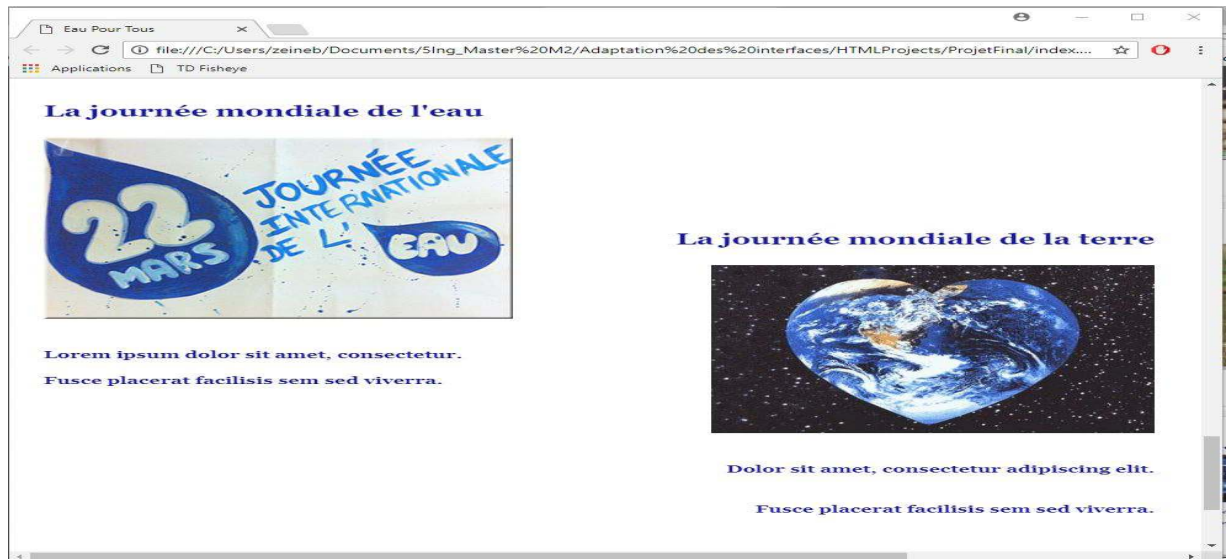 Eau Pour Tous
file:///C:/Users/zeineb/Documents/5Ing_Master%20M2/Adaptation%20des%20interfaces/HTMLProjects/ProjetFinal/index....
Applications TD Fisheye
La journée mondiale de l'eau
22
MARS
JOURNÉE
INTERNATIONALE
DE L'
EAU
Lorem ipsum dolor sit amet, consectetur.
Fusce placerat facilisis sem sed viverra.
La journée mondiale de la terre
Dolor sit amet, consectetur adipiscing elit.
Fusce placerat facilisis sem sed viverra.